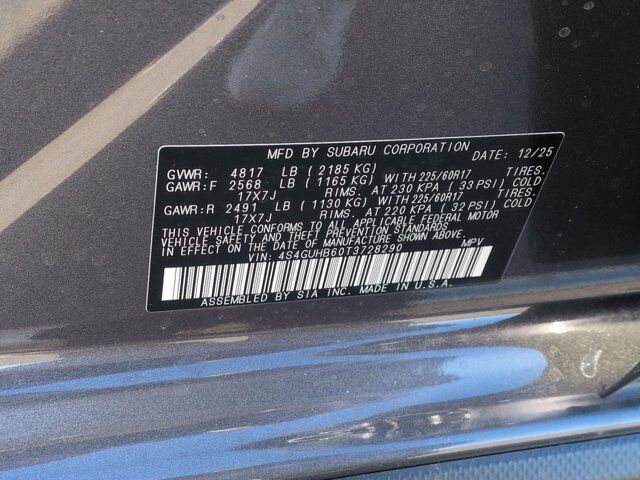 MFD BY SUBARU CORPORATION DATE: 12/25
GVWR: 4817 LB ( 2185 KG)
GAWR:F 2568 LB ( 1165 KG) WITH 225/60R17 TIRES.
17X7J RIMS. AT 230 KPA ( 33 PSI) COLD
GAWR:R 2491 LB ( 1130 KG) WITH 225/60R17 TIRES.
17X7J RIMS. AT 220 KPA ( 32 PSI) COLD
THIS VEHICLE CONFORMS TO ALL APPLICABLE FEDERAL MOTOR
VEHICLE SAFETY AND THEFT PREVENTION STANDARDS
IN EFFECT ON THE DATE OF MANUFACTURE SHOWN ABOVE.
VIN: 4S4GUHB60T3728290 MPV
ASSEMBLED BY SIA INC. MADE IN U.S.A.